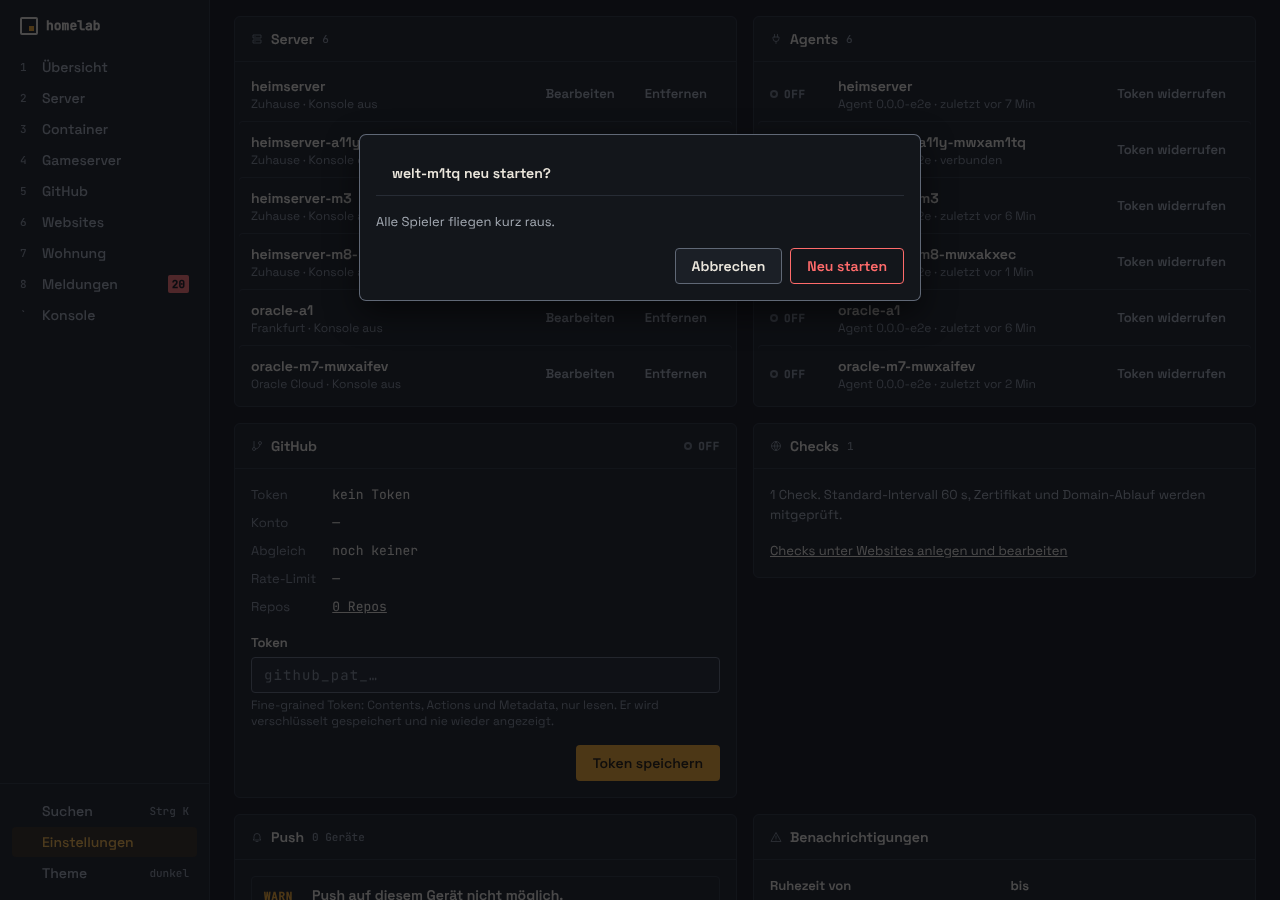 homelab
1 Übersicht
2 Server
3 Container
4 Gameserver
5 GitHub
6 Websites
7 Wohnung
8 Meldungen 20
` Konsole
Suchen Strg K
Einstellungen
Theme dunkel
Server 6
heimserver
Zuhause · Konsole aus
Bearbeiten Entfernen
heimserver-a11y
Zuhause · Konsole
heimserver-m3
Zuhause · Konsole
heimserver-m8-
Zuhause · Konsole
oracle-a1
Frankfurt · Konsole aus
Bearbeiten Entfernen
oracle-m7-mwxaifev
Oracle Cloud · Konsole aus
Bearbeiten Entfernen
Agents 6
OFF heimserver
Agent 0.0.0-e2e · zuletzt vor 7 Min
Token widerrufen
a11y-mwxam1tq
· verbunden
Token widerrufen
m3
· zuletzt vor 6 Min
Token widerrufen
m8-mwxakxec
· zuletzt vor 1 Min
Token widerrufen
OFF oracle-a1
Agent 0.0.0-e2e · zuletzt vor 6 Min
Token widerrufen
OFF oracle-m7-mwxaifev
Agent 0.0.0-e2e · zuletzt vor 2 Min
Token widerrufen
welt-m1tq neu starten?
Alle Spieler fliegen kurz raus.
Abbrechen Neu starten
GitHub OFF
Token kein Token
Konto —
Abgleich noch keiner
Rate-Limit —
Repos 0 Repos
Token
github_pat_…
Fine-grained Token: Contents, Actions und Metadata, nur lesen. Er wird
verschlüsselt gespeichert und nie wieder angezeigt.
Token speichern
Checks 1
1 Check. Standard-Intervall 60 s, Zertifikat und Domain-Ablauf werden
mitgeprüft.
Checks unter Websites anlegen und bearbeiten
Push 0 Geräte
WARN Push auf diesem Gerät nicht möglich.
Benachrichtigungen
Ruhezeit von bis